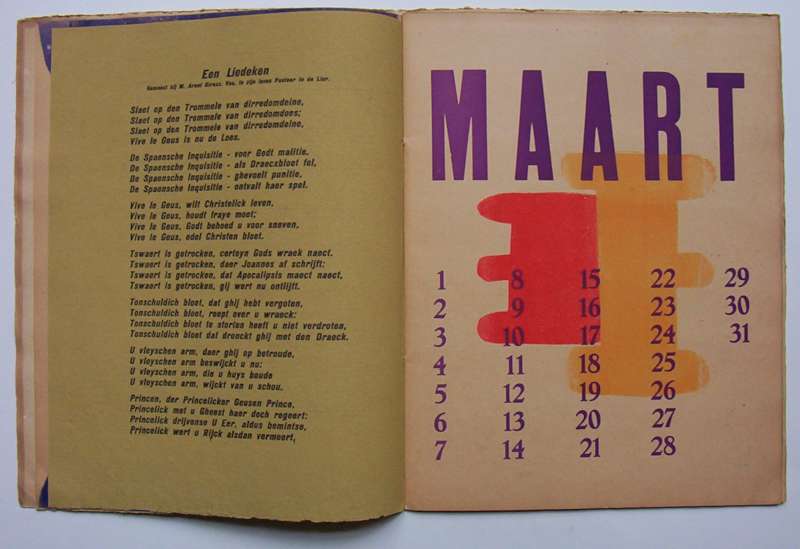 Een Liedeken
Slaet op den Trommele van dirredomdeine,
Slaet op den Trommele van dirredomdoes;
Slaet op den Trommele van dirredomdeine,
Vive le Geus is nu de Loes.
De Spaensche Inquisitie - voor Godt malitie,
De Spaensche Inquisitie - als Draecxbloet fel,
De Spaensche Inquisitie - ghevoelt punitie,
De Spaensche Inquisitie - ontvalt haer spel.
Vive le Geus, wilt Christelick leven,
Vive le Geus, houdt fraye moet;
Vive le Geus, Godt behoed u voor sneven,
Vive le Geus, edel Christen bloet.
Tswaert is getrocken, certeyn Gods wraek naect.
Tswaert is getrocken, daer Joannes af schrijft;
Tswaert is getrocken, dat Apocalipsis maect naect,
Tswaert is getrocken, gij wert nu ontlijft.
Tonschuldich bloet, dat ghij hebt vergoten,
Tonschuldich bloet, roept over u wraeck;
Tonschuldich bloet te storten heeft u niet verdroten,
Tonschuldich bloet dat dronckt ghij met den Draeck.
U vleyschen arm, daer ghij op betroude,
U vleyschen arm beswijckt u nu;
U vleyschen arm, die u huys boude
U vleyschen arm, wijckt van u schou.
Princen, der Princelicker Geusen Prince,
Princelick met u Gheest haer doch regeert;
Princelick drijvense U Eer, aldus bemintse,
Princelick wert u Rijck alsdan vermeert,
MAART
1 8 15 22 29
2 9 16 23 30
3 10 17 24 31
4 11 18 25
5 12 19 26
6 13 20 27
7 14 21 28